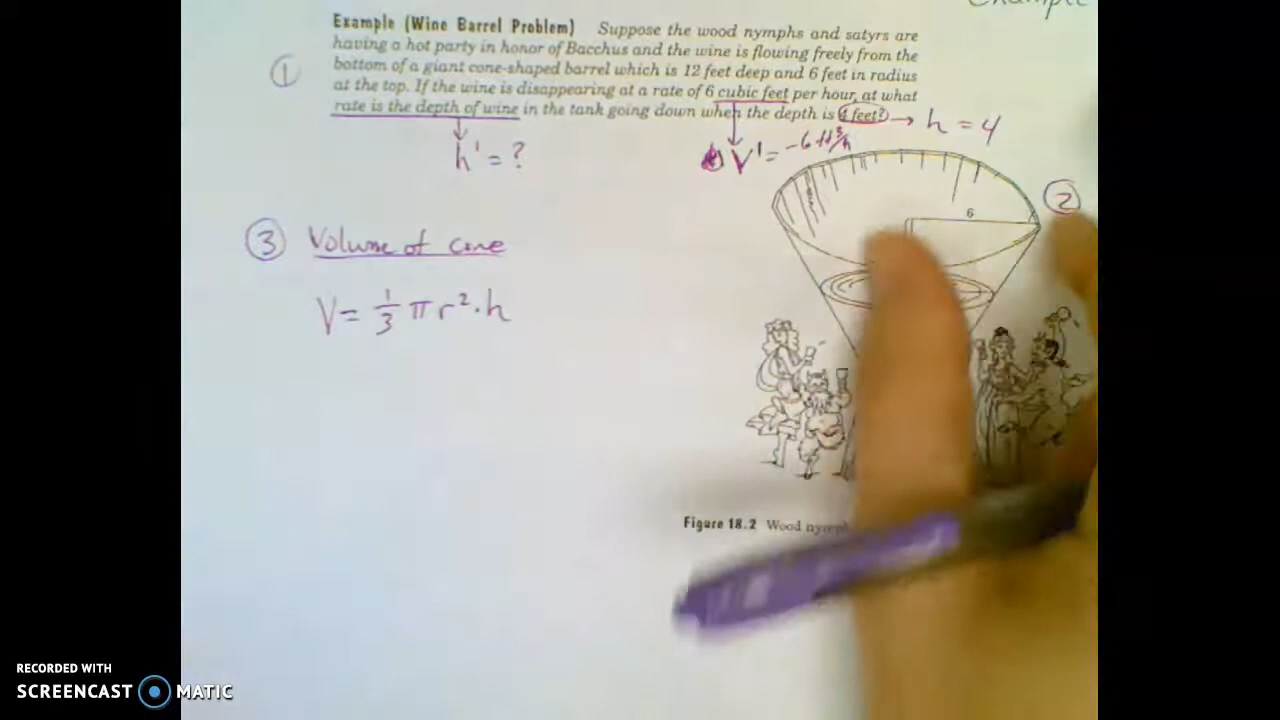 Example
Example (Wine Barrel Problem) Suppose the wood nymphs and satyrs are
having a hot party in honor of Bacchus and the wine is flowing freely from the
bottom of a giant cone-shaped barrel which is 12 feet deep and 6 feet in radius
at the top. If the wine is disappearing at a rate of 6 cubic feet per hour, at what
rate is the depth of wine in the tank going down when the depth is 4 feet? → h = 4
①
h' = ?
V' = -6 ft³/h
②
6
③ Volume of cone
V = 1/3 π r² · h
Figure 18.2 Wood
RECORDED WITH
SCREENCAST MATIC